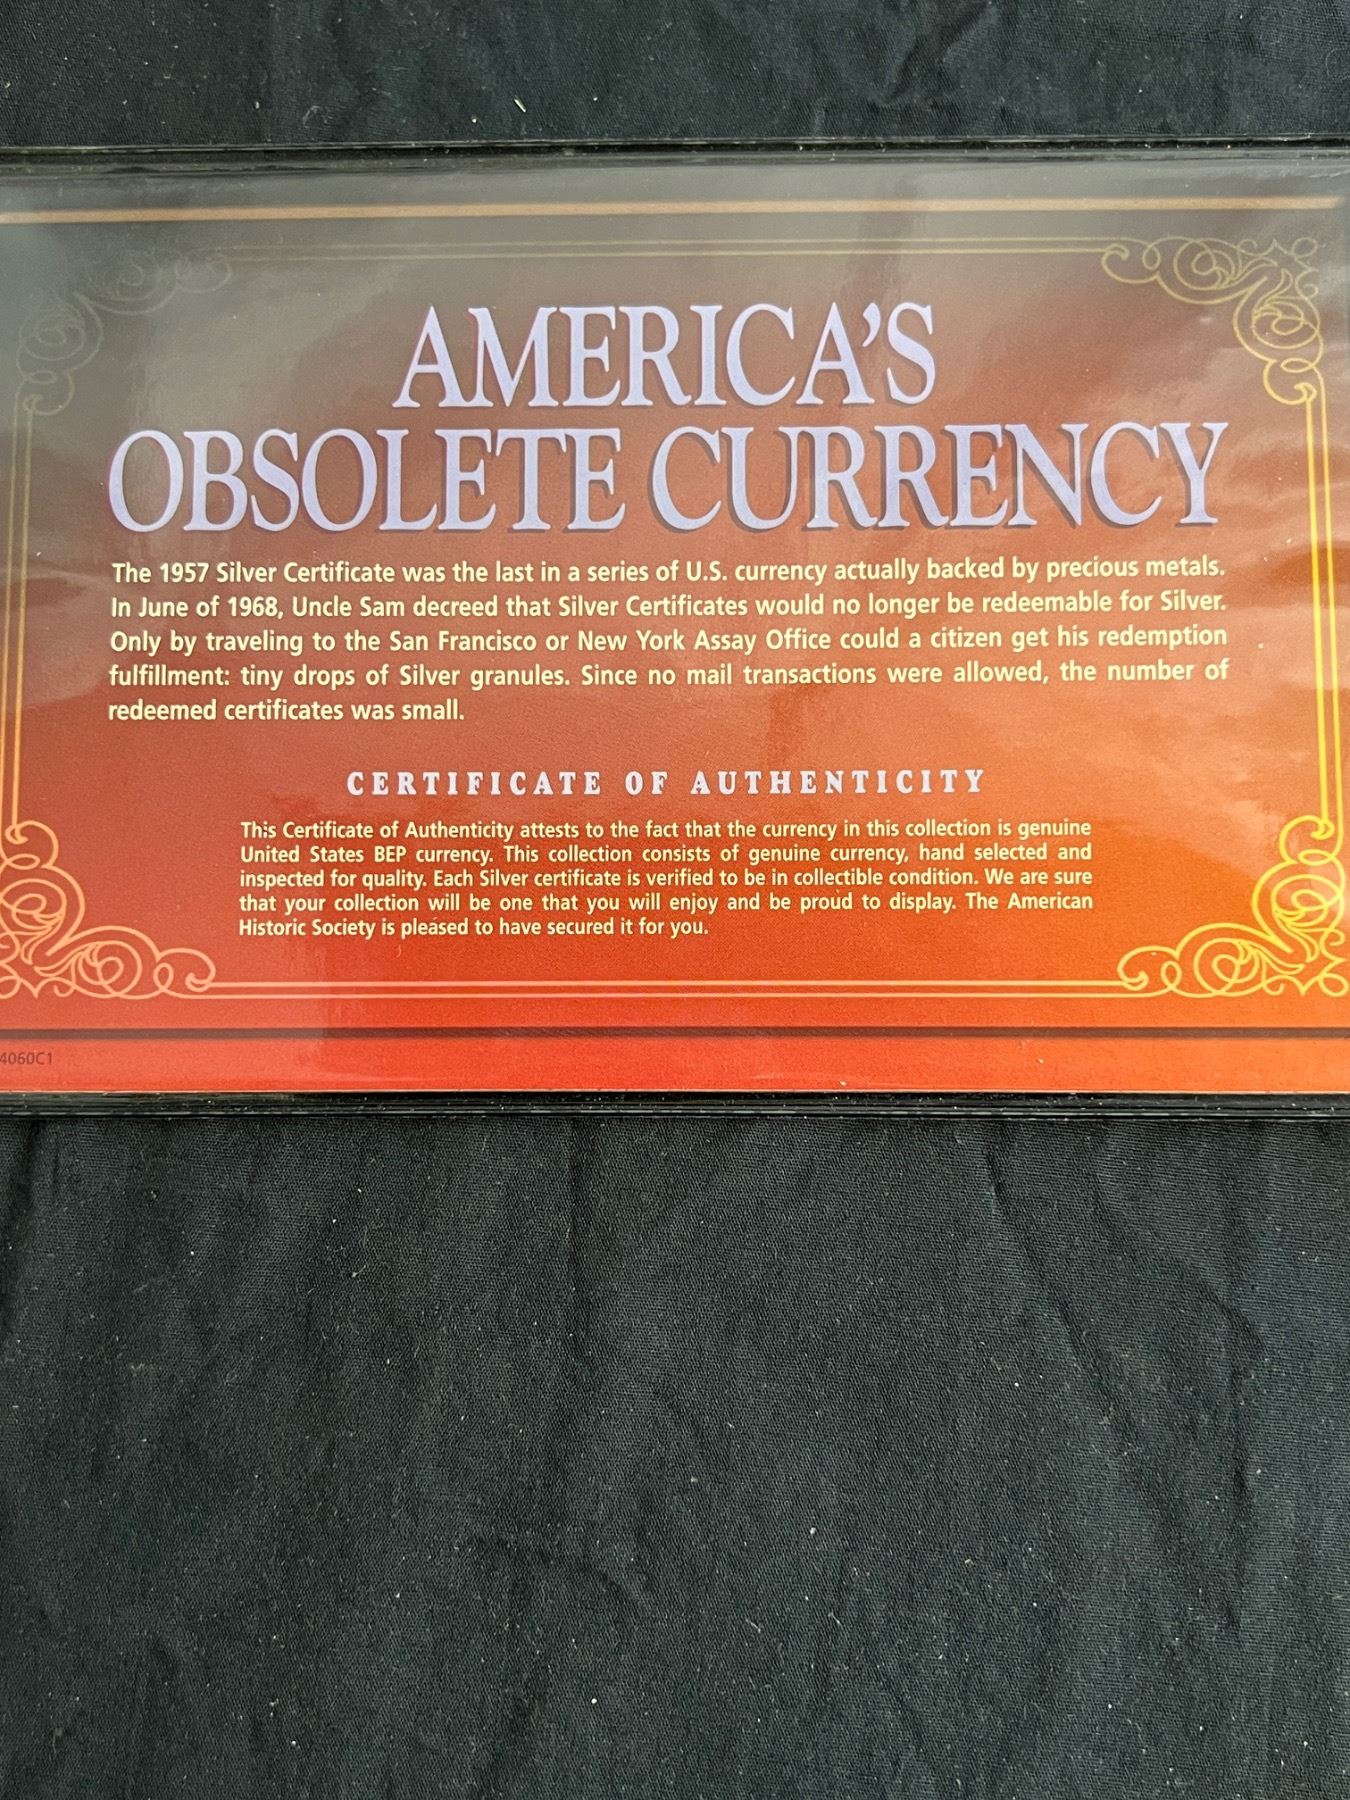 AMERICA'S
OBSOLETE CURRENCY
The 1957 Silver Certificate was the last in a series of U.S. currency actually backed by precious metals.
In June of 1968, Uncle Sam decreed that Silver Certificates would no longer be redeemable for Silver.
Only by traveling to the San Francisco or New York Assay Office could a citizen get his redemption
fulfillment: tiny drops of Silver granules. Since no mail transactions were allowed, the number of
redeemed certificates was small.
CERTIFICATE OF AUTHENTICITY
This Certificate of Authenticity attests to the fact that the currency in this collection is genuine
United States BEP currency. This collection consists of genuine currency, hand selected and
inspected for quality. Each Silver certificate is verified to be in collectible condition. We are sure
that your collection will be one that you will enjoy and be proud to display. The American
Historic Society is pleased to have secured it for you.
4060C1